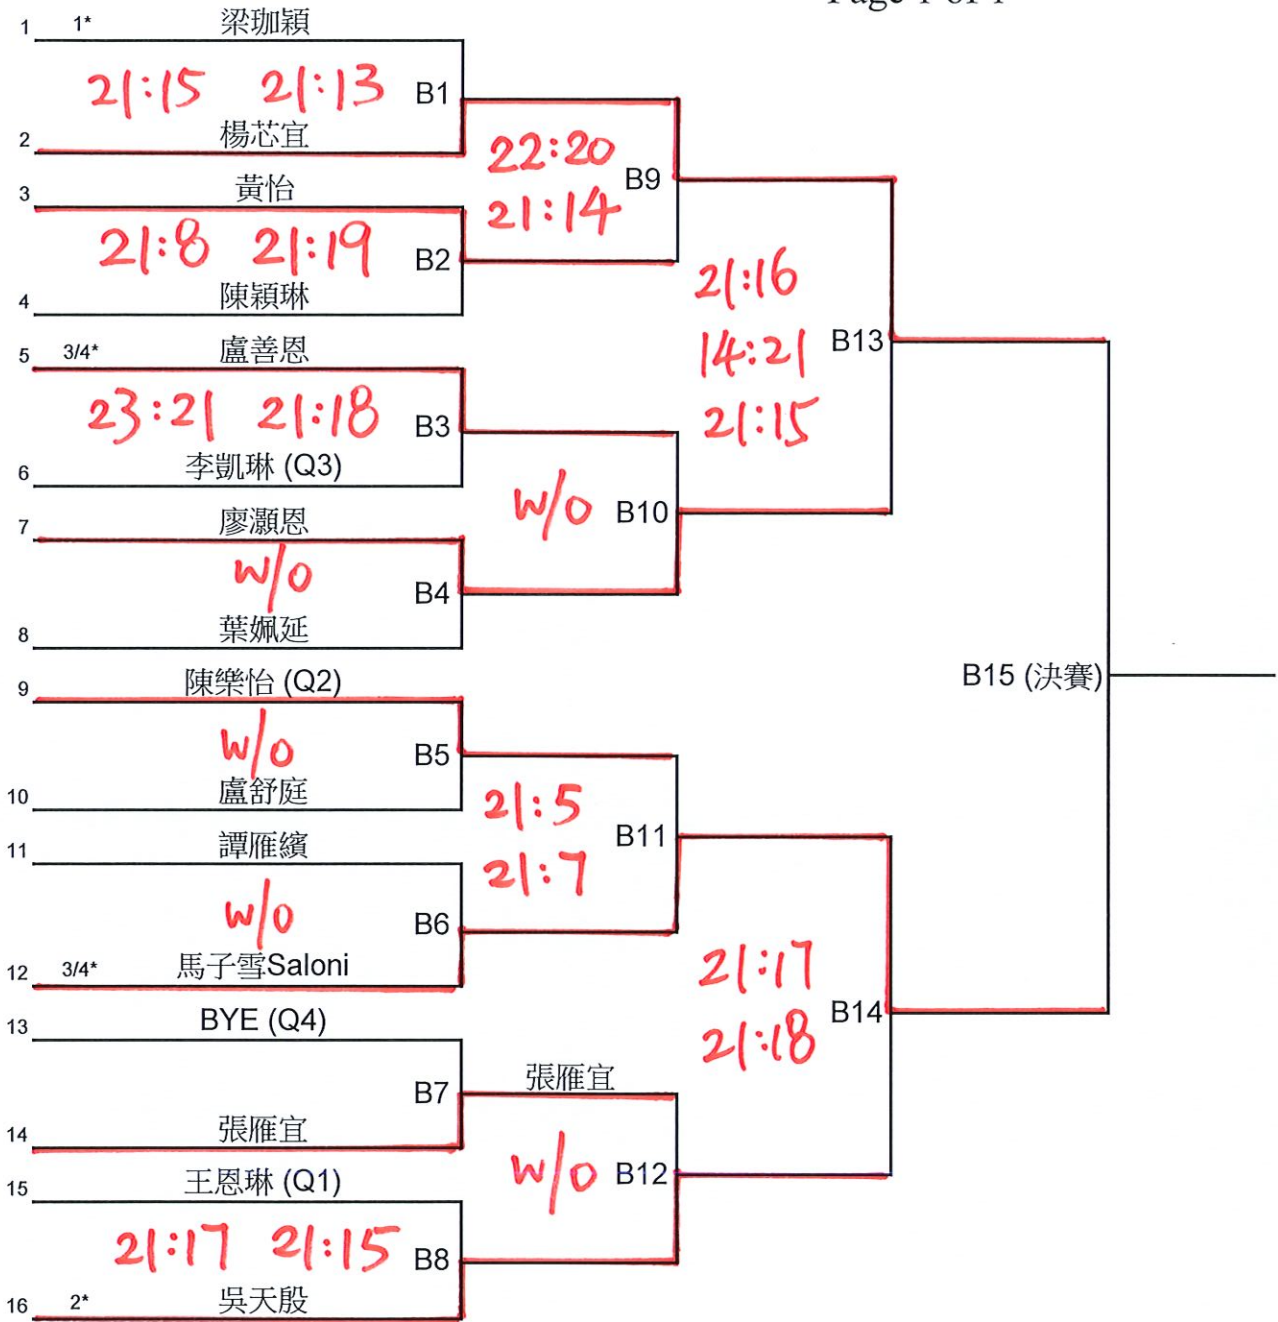 Page 1 of 1
1 1* 梁珈穎
21:15 21:13 B1
2 楊芯宜
22:20
21:14
B9
3 黃怡
21:8 21:19 B2
4 陳穎琳
21:16
14:21
21:15
B13
5 3/4* 盧善恩
23:21 21:18 B3
6 李凱琳 (Q3)
W/O B10
7 廖灝恩
W/O B4
8 葉姵延
B15 (決賽)
9 陳樂怡 (Q2)
W/O B5
10 盧舒庭
21:5
21:7
B11
11 譚雁繽
W/O B6
12 3/4* 馬子雪Saloni
21:17
21:18
B14
13 BYE (Q4)
B7 張雁宜
14 張雁宜
W/O B12
15 王恩琳 (Q1)
21:17 21:15 B8
16 2* 吳天殷